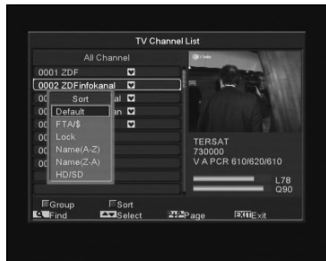 TV Channel List
All Channel
0001 ZDF
0002 ZDFinfokanal
Sort
Default
FTA/$
Lock
Name(A-Z)
Name(Z-A)
HD/SD
TERSAT
730000
V A PCR 610/620/610
L78
Q90
Group
Sort
Find
Select
Page
EXIT Exit